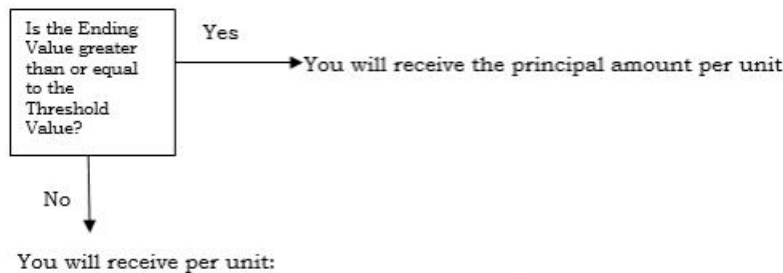 Is the Ending
Value greater
than or equal
to the
Threshold
Value?
Yes
You will receive the principal amount per unit
No
You will receive per unit: